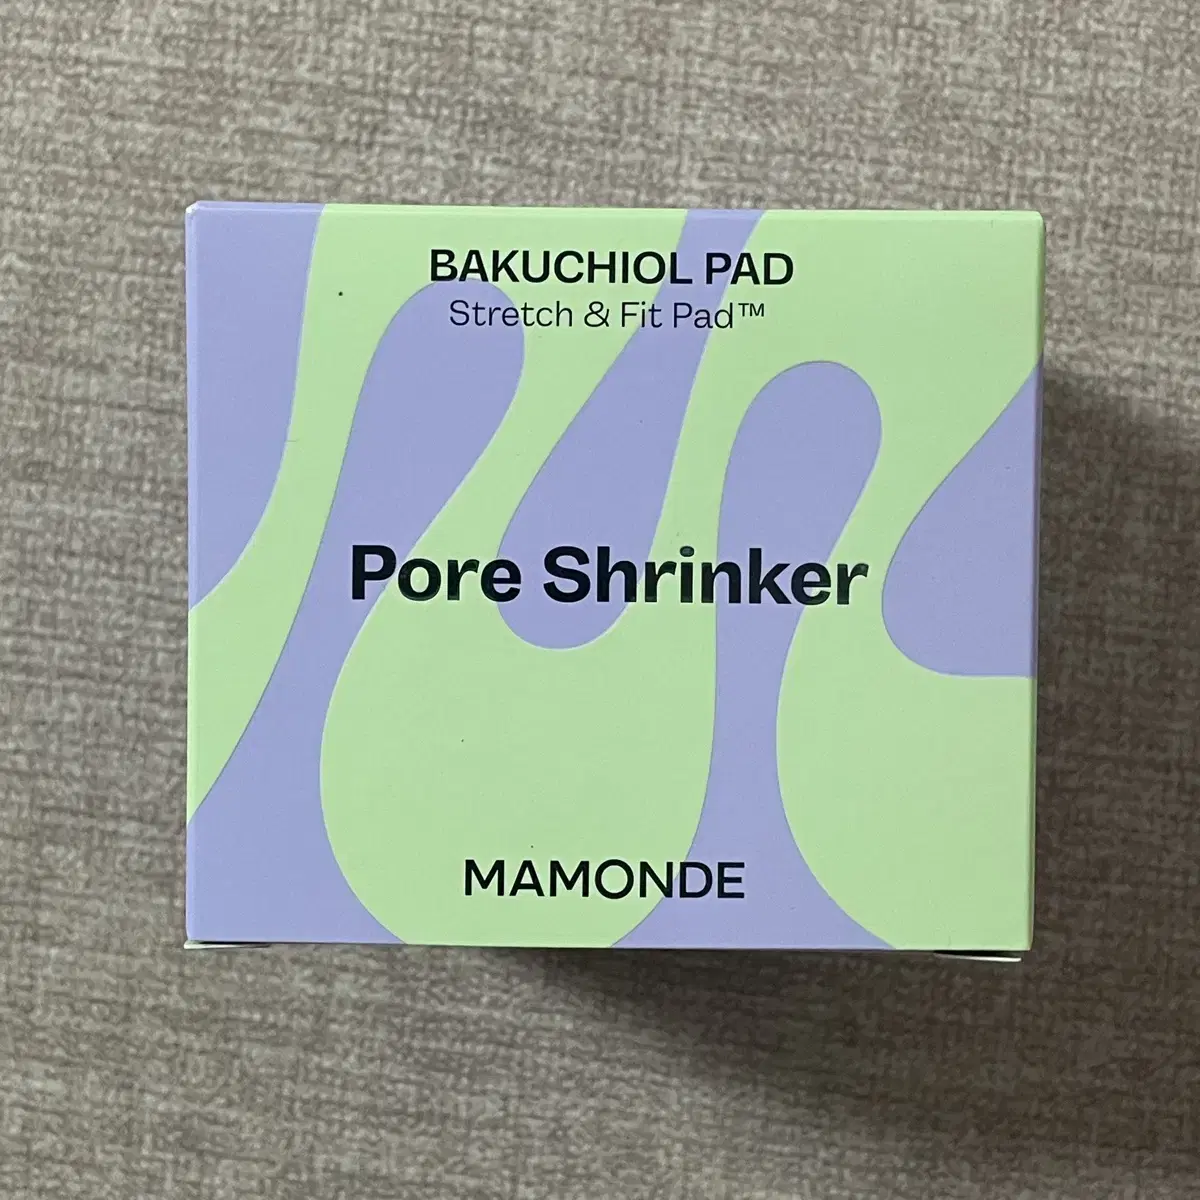 BAKUCHIOL PAD
Stretch & Fit Pad™
Pore Shrinker
MAMONDE